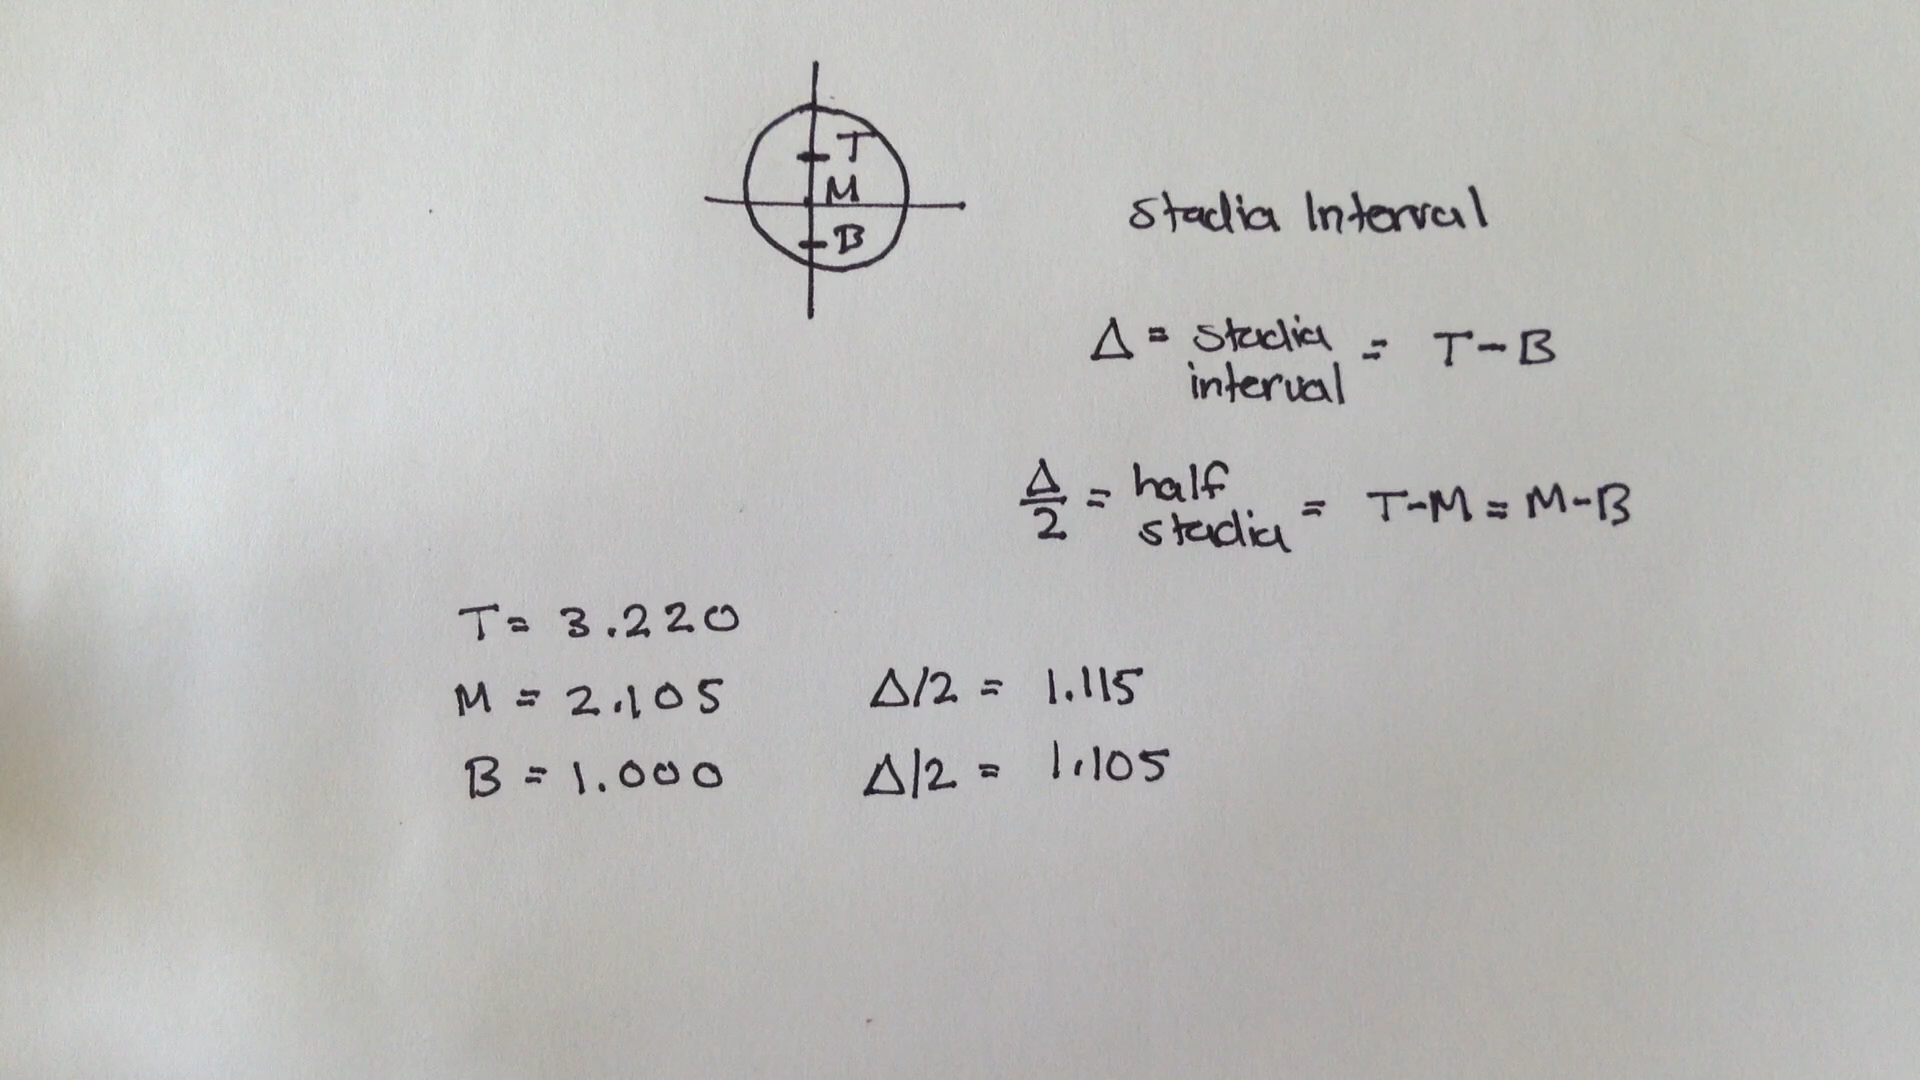 T
M
B
Stadia Interval
Δ = stadia interval = T-B
Δ/2 = half stadia = T-M = M-B
T = 3.220
M = 2.105 Δ/2 = 1.115
B = 1.000 Δ/2 = 1.105